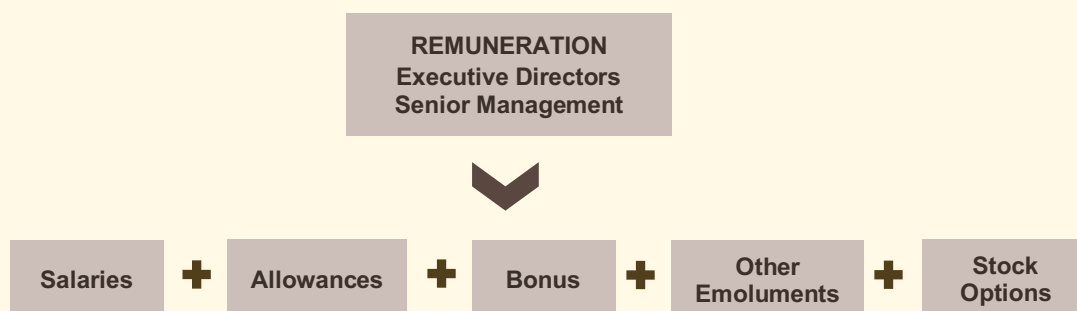 REMUNERATION
Executive Directors
Senior Management
Salaries
Allowances
Bonus
Other
Emoluments
Stock
Options